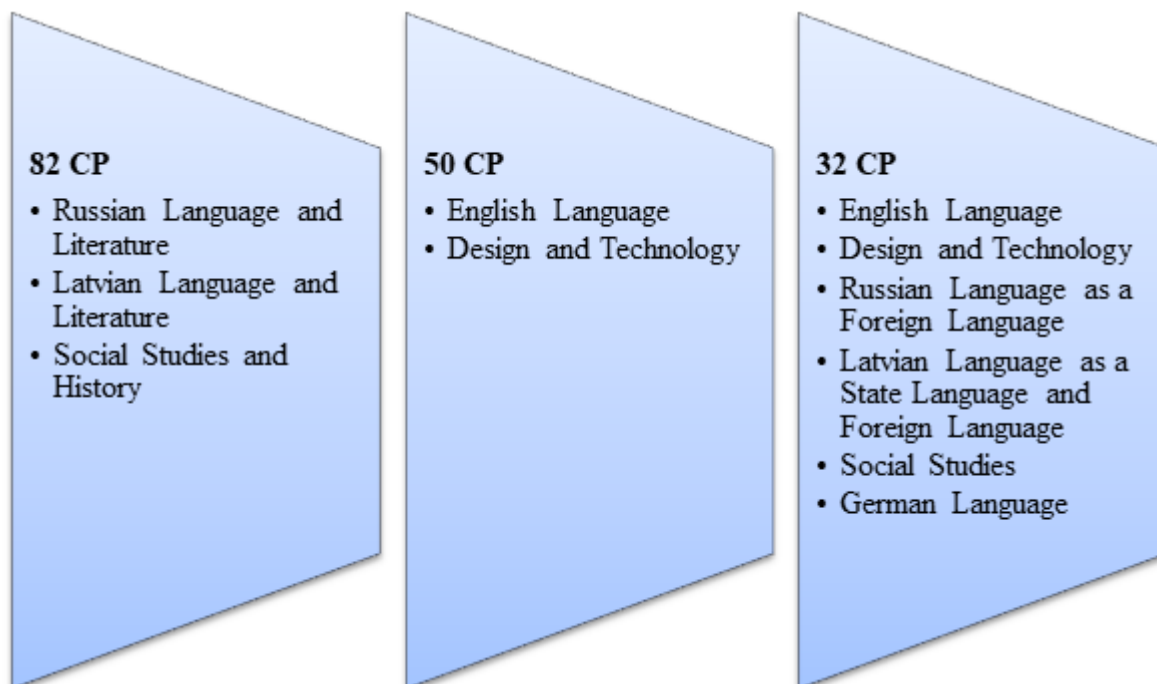 82 CP
• Russian Language and
Literature
• Latvian Language and
Literature
• Social Studies and
History
50 CP
• English Language
• Design and Technology
32 CP
• English Language
• Design and Technology
• Russian Language as a
Foreign Language
• Latvian Language as a
State Language and
Foreign Language
• Social Studies
• German Language